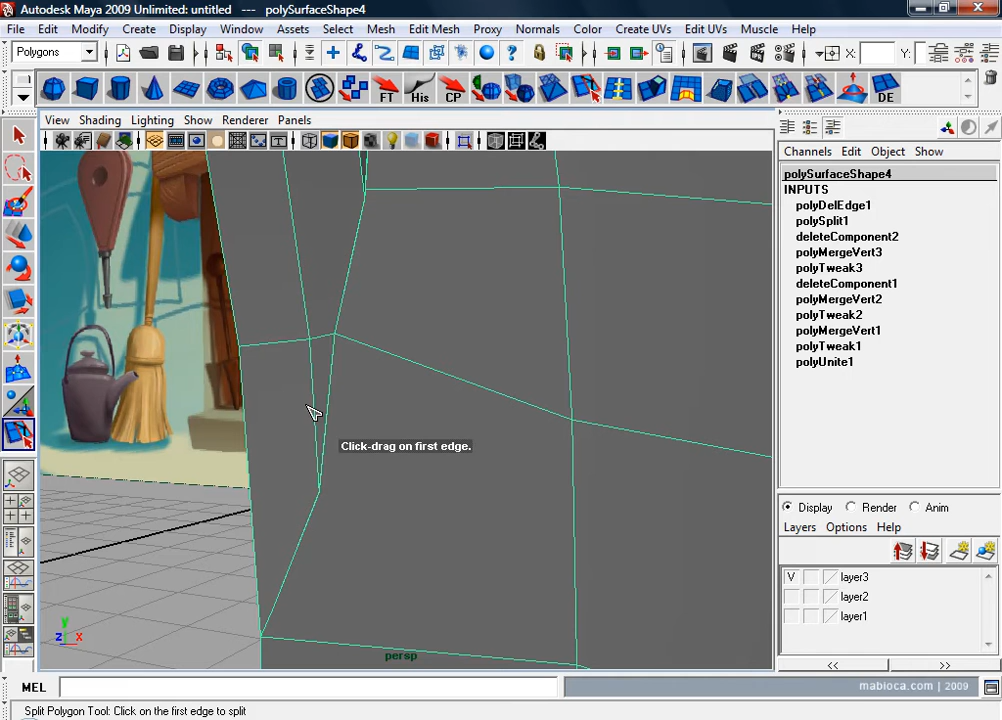 Autodesk Maya 2009 Unlimited: untitled --- polySurfaceShape4
File Edit Modify Create Display Window Assets Select Mesh Edit Mesh Proxy Normals Color Create UVs Edit UVs Muscle Help
Polygons X: Y:
FT His CP DE
View Shading Lighting Show Renderer Panels
Channels Edit Object Show
polySurfaceShape4
INPUTS
polyDelEdge1
polySplit1
deleteComponent2
polyMergeVert3
polyTweak3
deleteComponent1
polyMergeVert2
polyTweak2
polyMergeVert1
polyTweak1
polyUnite1
Click-drag on first edge.
Display Render Anim
Layers Options Help
V layer3
layer2
layer1
y
z x
persp
<< >>
MEL
mabioca.com | 2009
Split Polygon Tool: Click on the first edge to split